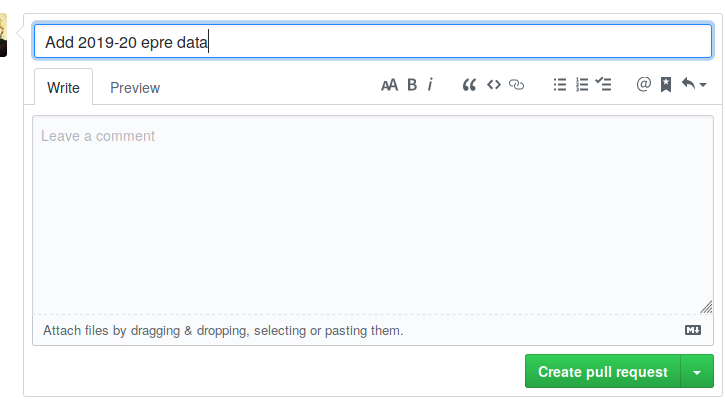 Add 2019-20 epre data
Write Preview AA B i @
Leave a comment
Attach files by dragging & dropping, selecting or pasting them. M↓
Create pull request